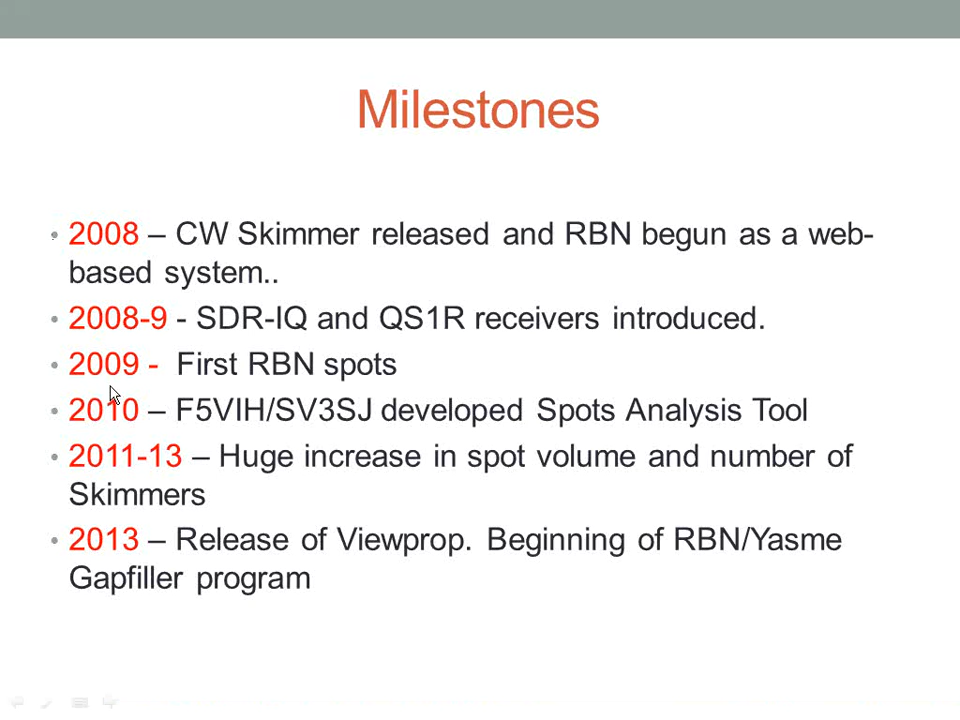 Milestones
• 2008 – CW Skimmer released and RBN begun as a web-
based system..
• 2008-9 - SDR-IQ and QS1R receivers introduced.
• 2009 - First RBN spots
• 2010 – F5VIH/SV3SJ developed Spots Analysis Tool
• 2011-13 – Huge increase in spot volume and number of
Skimmers
• 2013 – Release of Viewprop. Beginning of RBN/Yasme
Gapfiller program